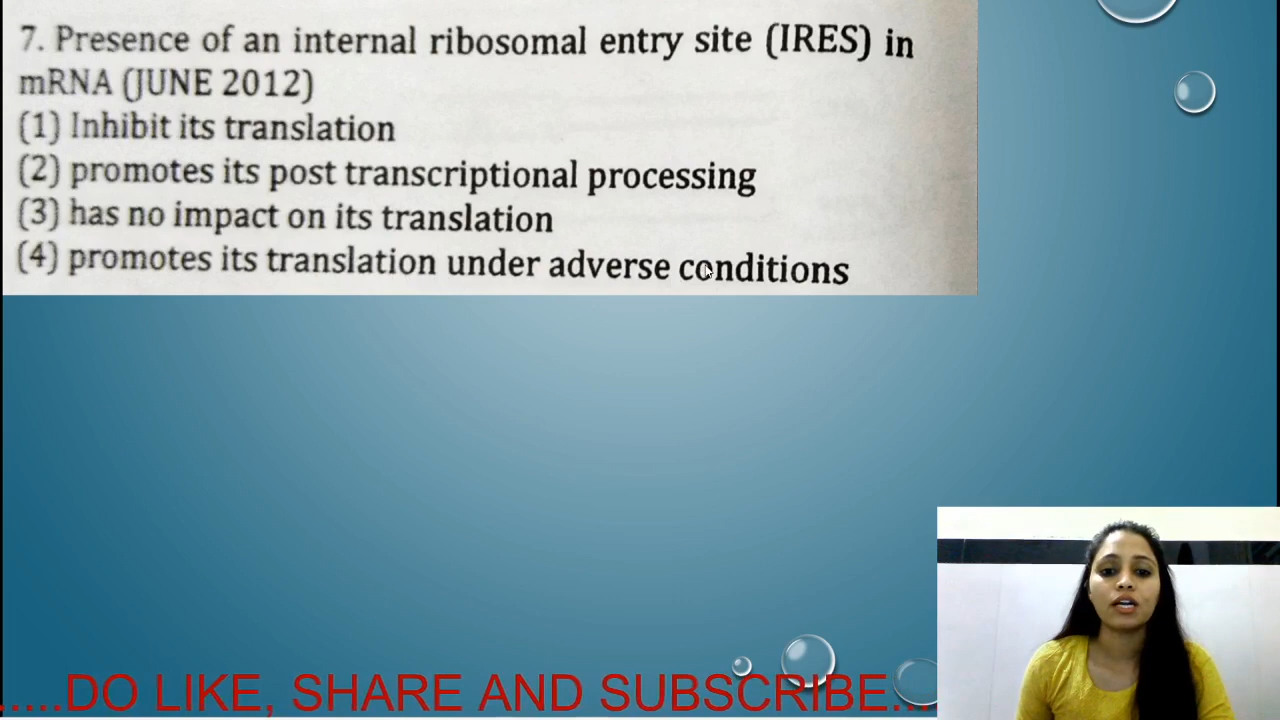 7. Presence of an internal ribosomal entry site (IRES) in
mRNA (JUNE 2012)
(1) Inhibit its translation
(2) promotes its post transcriptional processing
(3) has no impact on its translation
(4) promotes its translation under adverse conditions
.....DO LIKE, SHARE AND SUBSCRIBE...